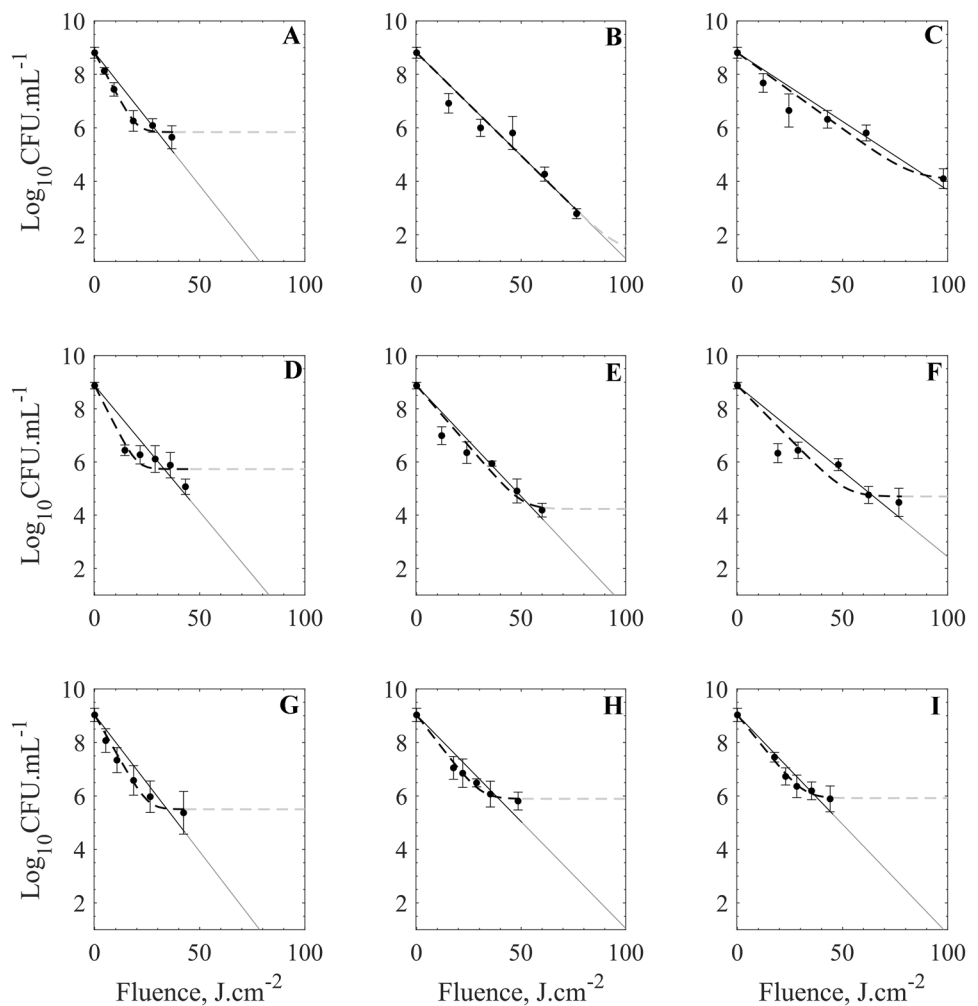 10 A 10 B 10 C
8 8 8
6 6 6
4 4 4
2 2 2
Log10CFU.mL-1
0 50 100 0 50 100 0 50 100
10 D 10 E 10 F
8 8 8
6 6 6
4 4 4
2 2 2
Log10CFU.mL-1
0 50 100 0 50 100 0 50 100
10 G 10 H 10 I
8 8 8
6 6 6
4 4 4
2 2 2
Log10CFU.mL-1
0 50 100 0 50 100 0 50 100
Fluence, J.cm-2 Fluence, J.cm-2 Fluence, J.cm-2